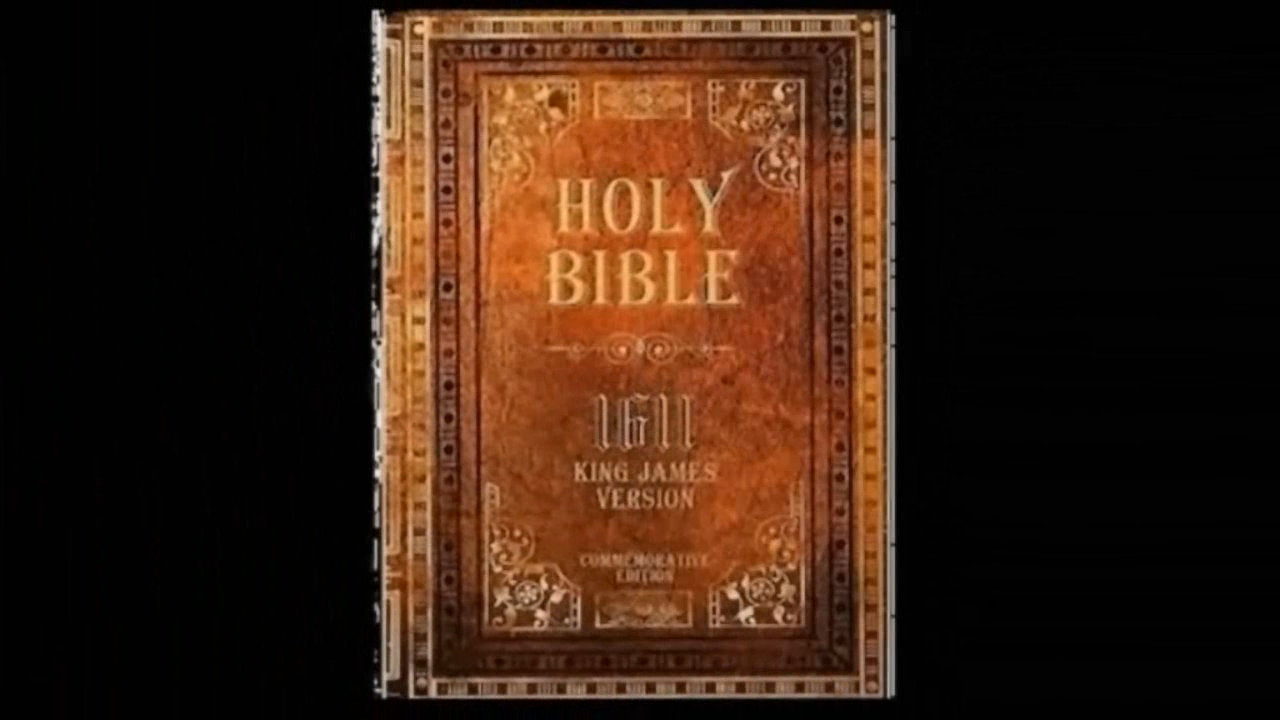 HOLY
BIBLE
1611
KING JAMES
VERSION
COMMEMORATIVE
EDITION